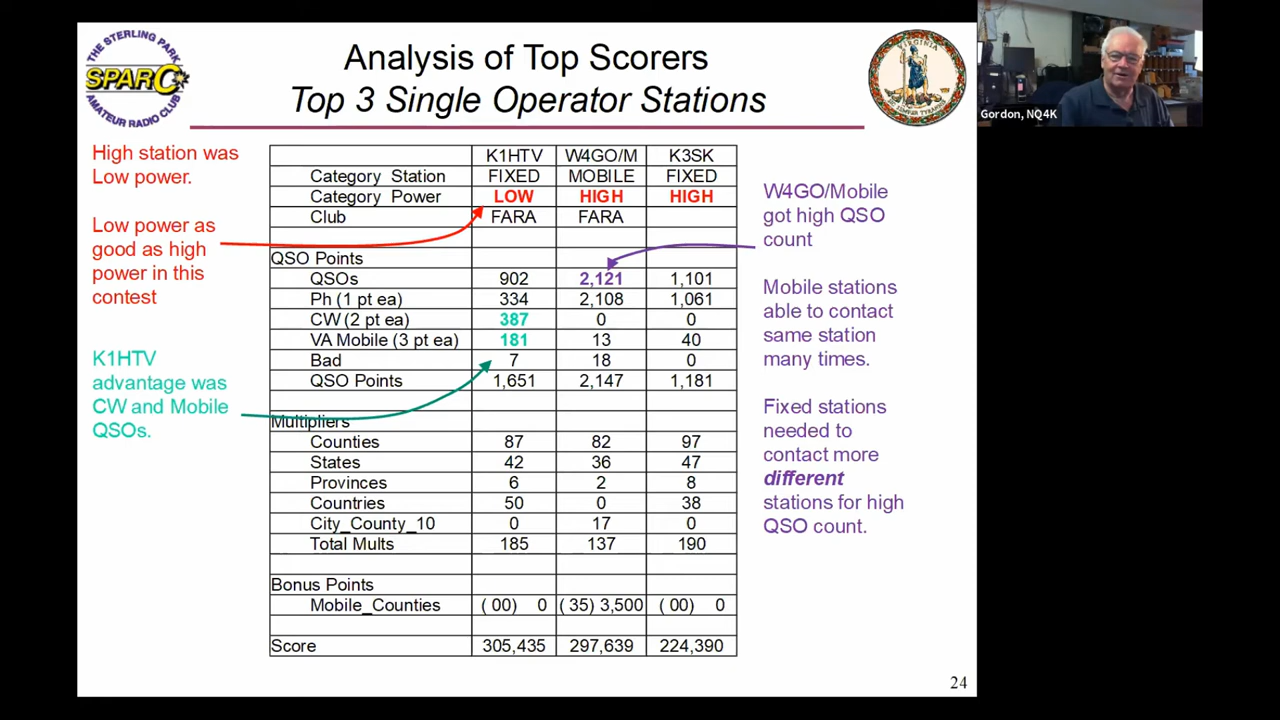 THE STERLING PARK
SPARC
AMATEUR RADIO CLUB
Analysis of Top Scorers
Top 3 Single Operator Stations
VIRGINIA
Gordon, NQ4K
High station was
Low power.
Low power as
good as high
power in this
contest
K1HTV
advantage was
CW and Mobile
QSOs.
K1HTV W4GO/M K3SK
Category Station FIXED MOBILE FIXED
Category Power LOW HIGH HIGH
Club FARA FARA
QSO Points
QSOs 902 2,121 1,101
Ph (1 pt ea) 334 2,108 1,061
CW (2 pt ea) 387 0 0
VA Mobile (3 pt ea) 181 13 40
Bad 7 18 0
QSO Points 1,651 2,147 1,181
Multipliers
Counties 87 82 97
States 42 36 47
Provinces 6 2 8
Countries 50 0 38
City_County_10 0 17 0
Total Mults 185 137 190
Bonus Points
Mobile_Counties ( 00) 0 ( 35) 3,500 ( 00) 0
Score 305,435 297,639 224,390
W4GO/Mobile
got high QSO
count
Mobile stations
able to contact
same station
many times.
Fixed stations
needed to
contact more
different
stations for high
QSO count.
24